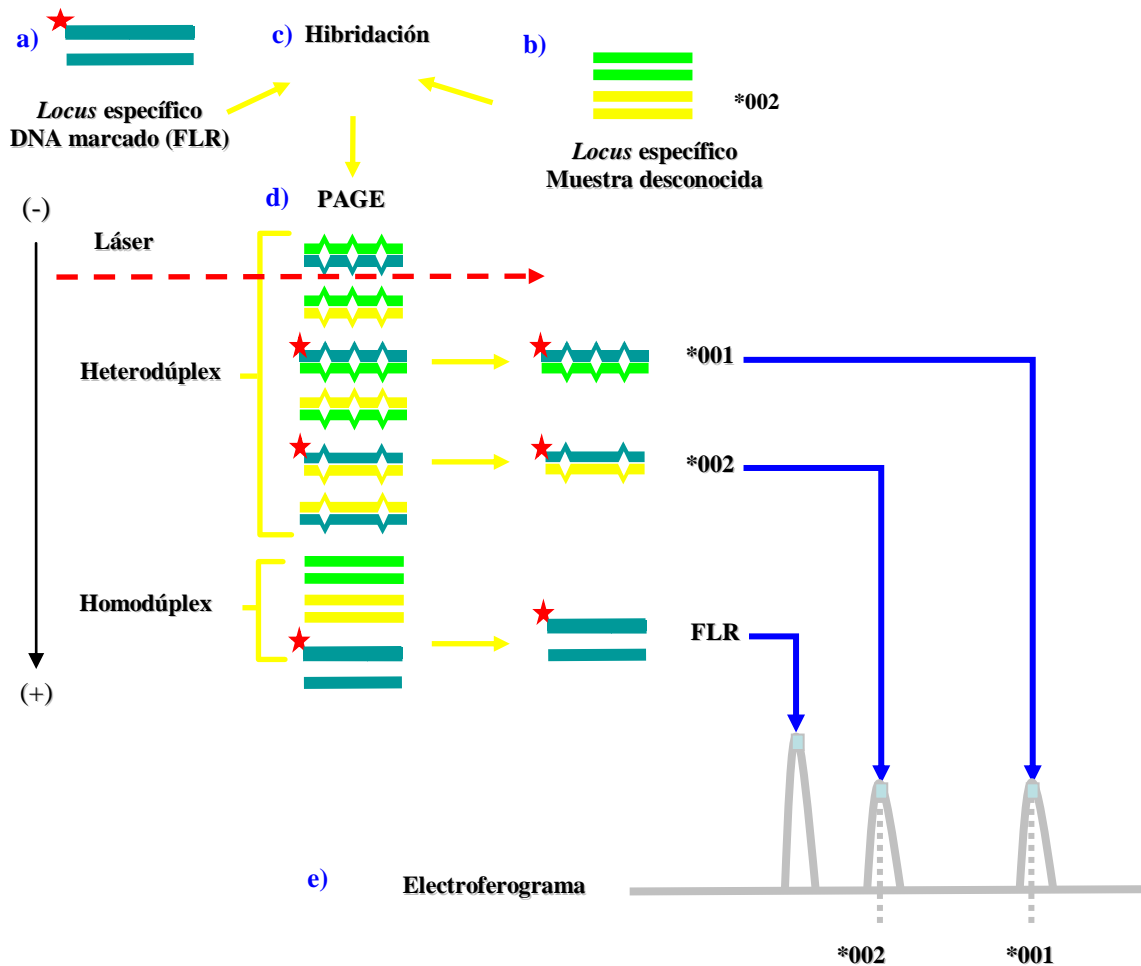 a)
c) Hibridación
b)
*002
Locus específico
DNA marcado (FLR)
Locus específico
Muestra desconocida
d)
PAGE
(-)
Láser
*001
Heterodúplex
*002
Homodúplex
FLR
(+)
e)
Electroferograma
*002
*001